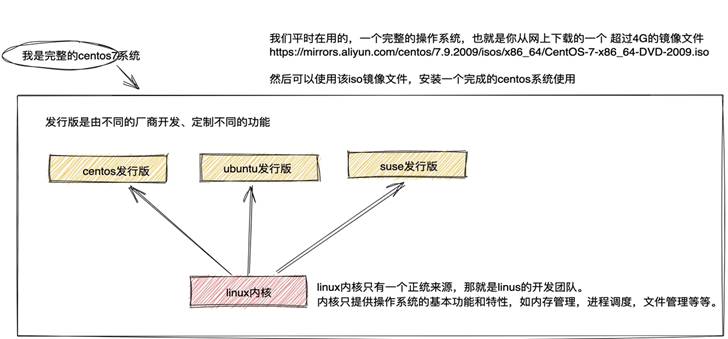 我们平时在用的，一个完整的操作系统，也就是你从网上下载的一个 超过4G的镜像文件
https://mirrors.aliyun.com/centos/7.9.2009/isos/x86_64/CentOS-7-x86_64-DVD-2009.iso
我是完整的centos7系统
然后可以使用该iso镜像文件，安装一个完成的centos系统使用
发行版是由不同的厂商开发、定制不同的功能
centos发行版
ubuntu发行版
suse发行版
linux内核
linux内核只有一个正统来源，那就是linus的开发团队。
内核只提供操作系统的基本功能和特性，如内存管理，进程调度，文件管理等等。